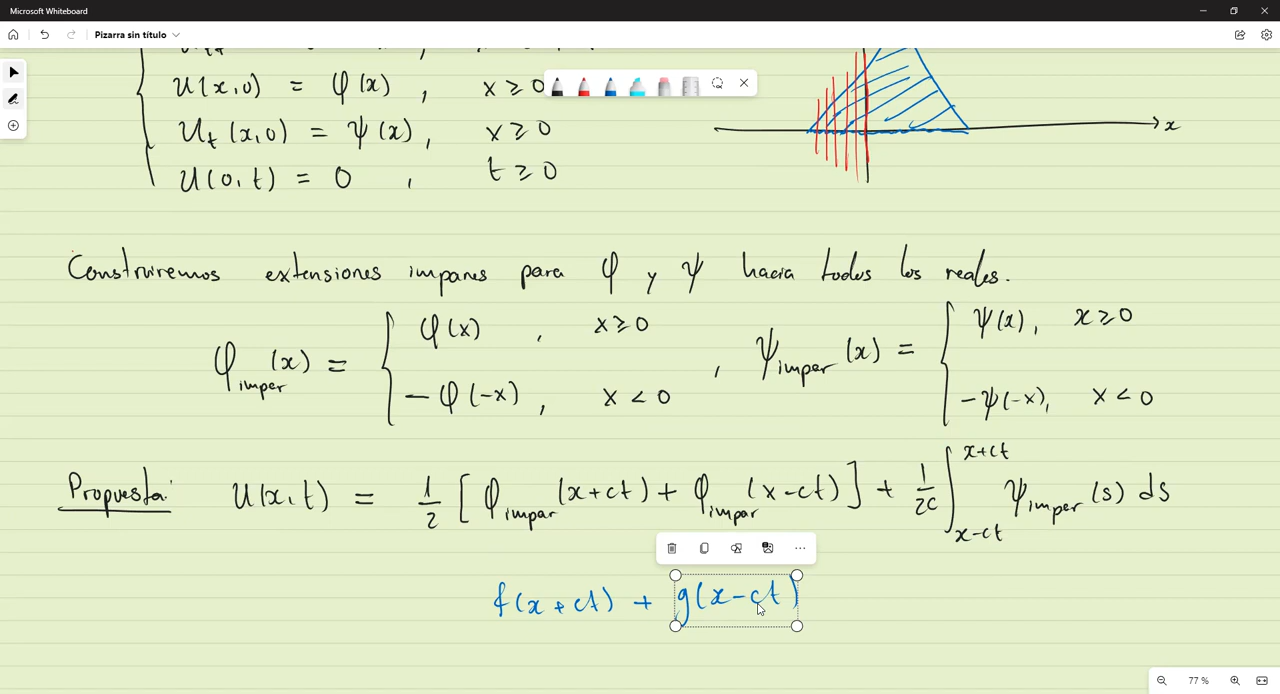 Microsoft Whiteboard
Pizarra sin título
u(x,0) = φ(x) , x ≥ 0
u_t(x,0) = ψ(x) , x ≥ 0
x
u(0,t) = 0 , t ≥ 0
Construiremos extensiones impares para φ y ψ hacia todos los reales.
φ_impar(x) = { φ(x) , x ≥ 0 ; -φ(-x) , x < 0 , ψ_impar(x) = { ψ(x), x ≥ 0 ; -ψ(-x), x < 0
Propuesta: u(x,t) = 1/2 [φ_impar(x+ct) + φ_impar(x-ct)] + 1/2c ∫_{x-ct}^{x+ct} ψ_impar(s) ds
f(x+ct) + g(x-ct)
77 %